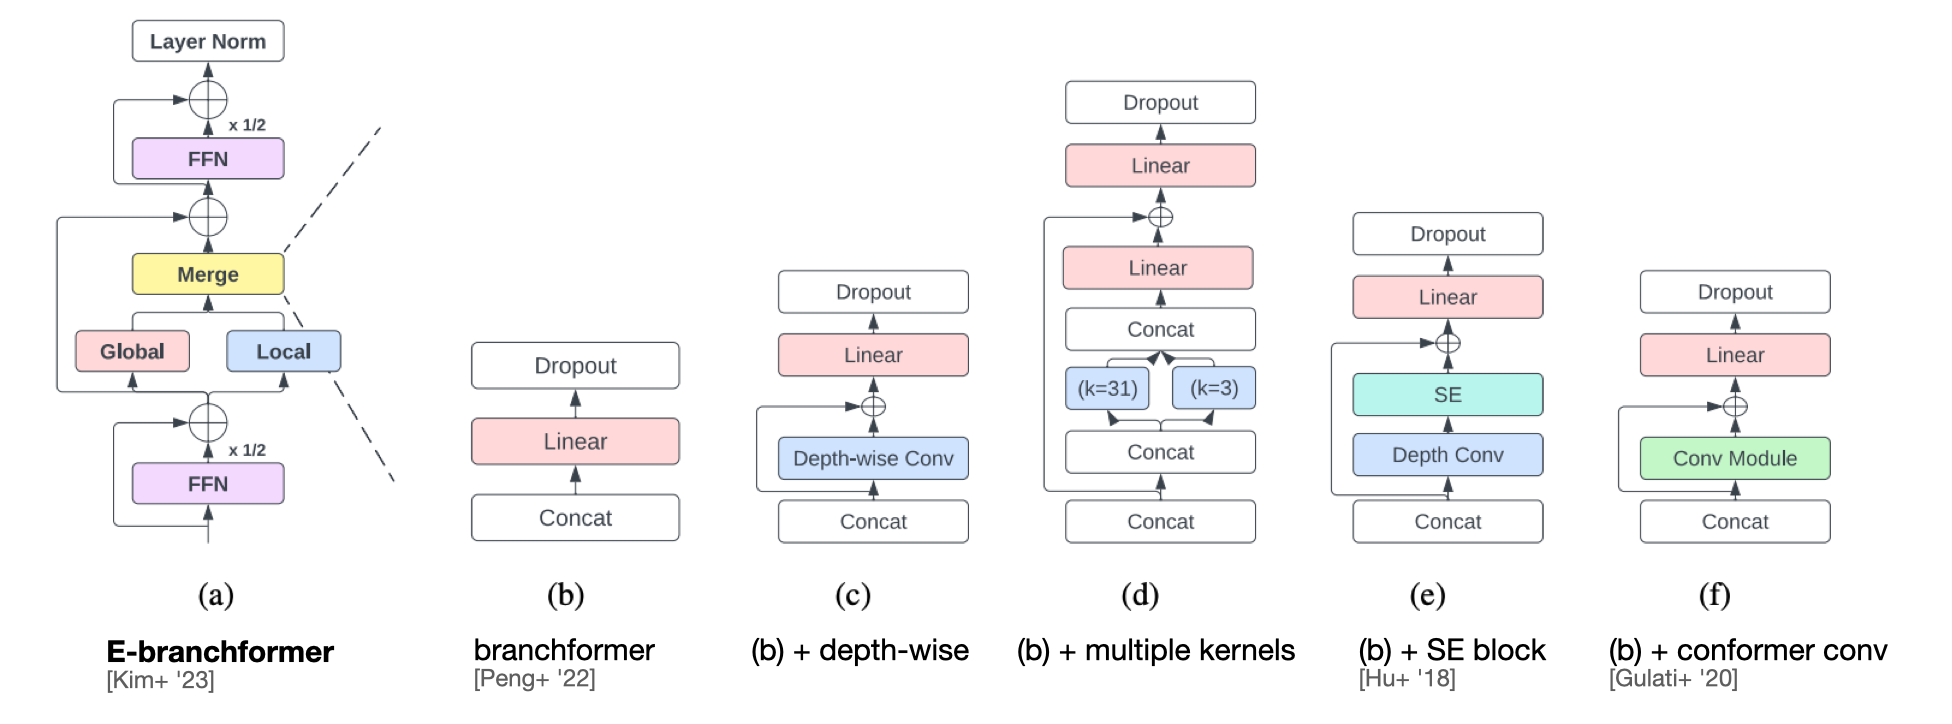 Layer Norm
x 1/2
FFN
Merge
Global
Local
x 1/2
FFN
(a)
E-branchformer
[Kim+ '23]
Dropout
Linear
Concat
(b)
branchformer
[Peng+ '22]
Dropout
Linear
Depth-wise Conv
Concat
(c)
(b) + depth-wise
Dropout
Linear
Linear
Concat
(k=31)
(k=3)
Concat
Concat
(d)
(b) + multiple kernels
Dropout
Linear
SE
Depth Conv
Concat
(e)
(b) + SE block
[Hu+ '18]
Dropout
Linear
Conv Module
Concat
(f)
(b) + conformer conv
[Gulati+ '20]